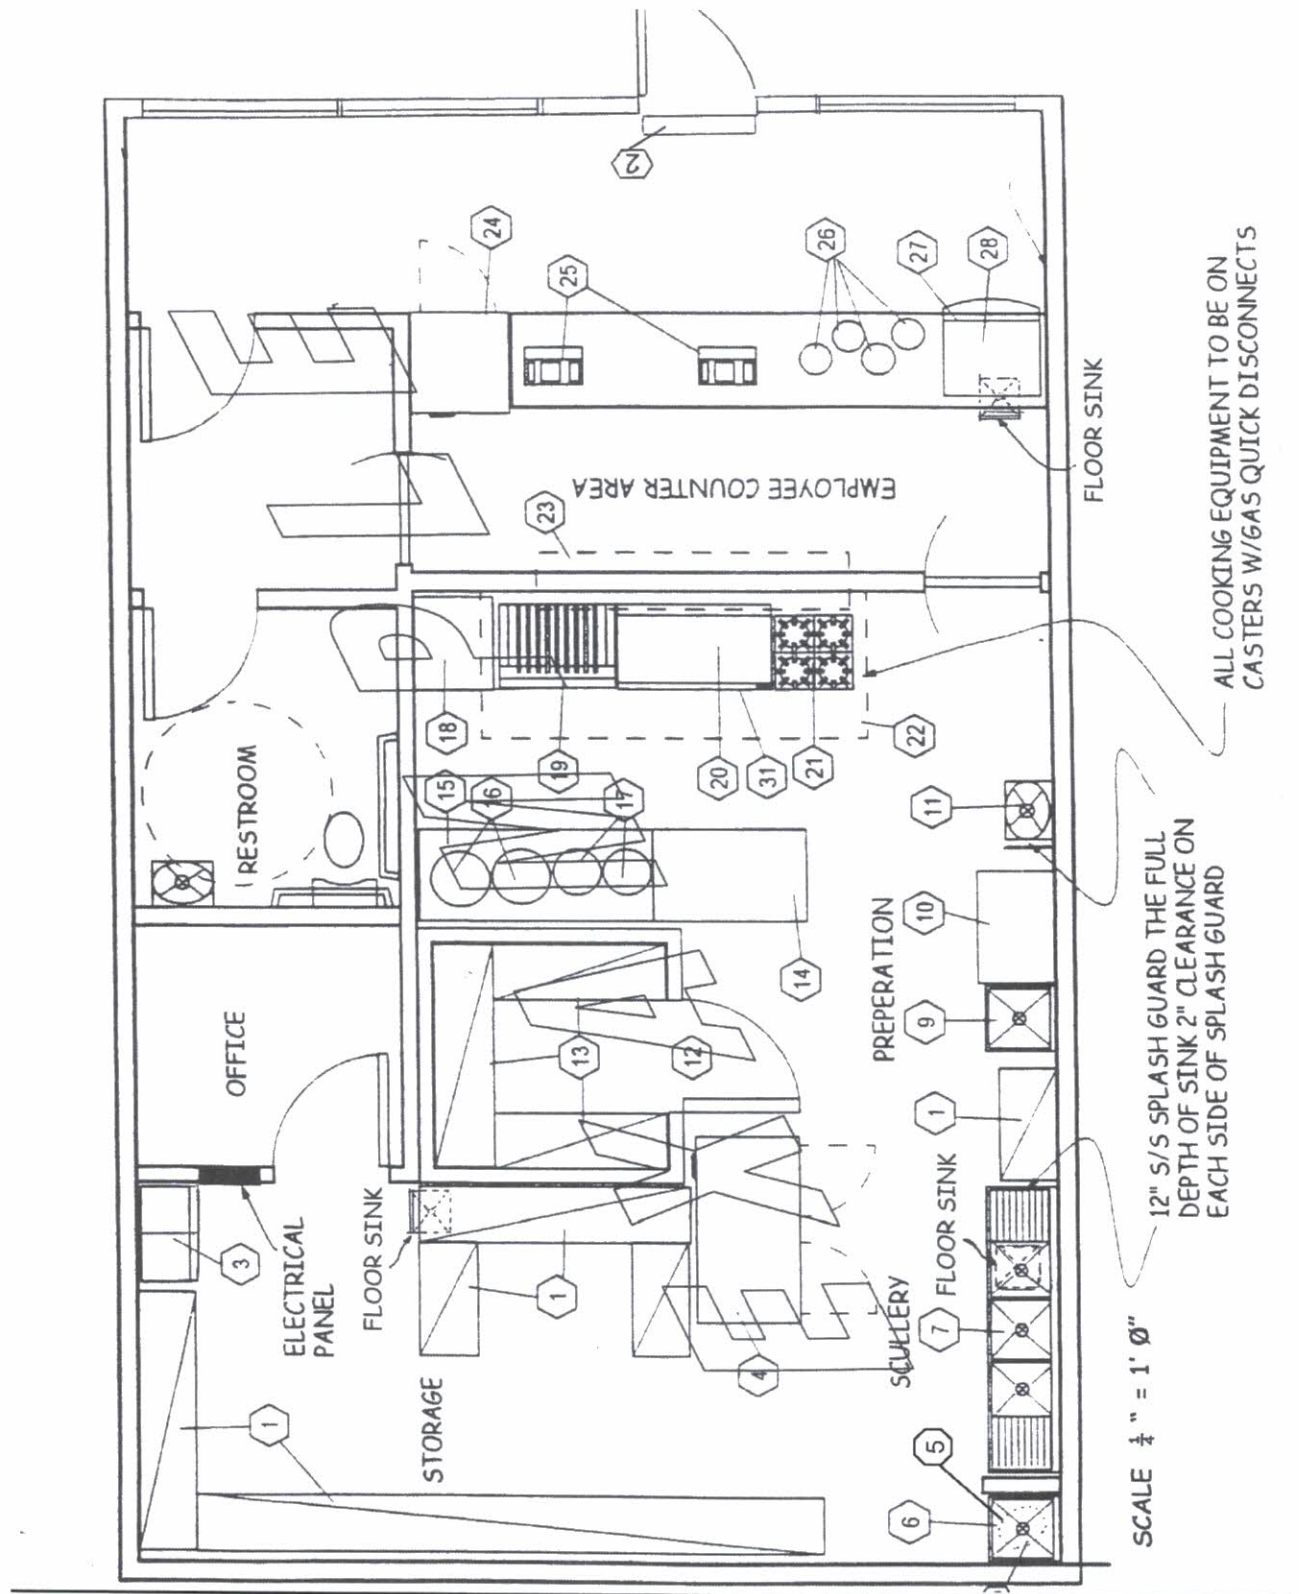 2
24
25
26
27
28
FLOOR SINK
EMPLOYEE COUNTER AREA
23
ALL COOKING EQUIPMENT TO BE ON
CASTERS W/GAS QUICK DISCONNECTS
RESTROOM
18
19
20
31
21
22
15
16
17
11
14
PREPERATION
10
9
12" S/S SPLASH GUARD THE FULL
DEPTH OF SINK 2" CLEARANCE ON
EACH SIDE OF SPLASH GUARD
OFFICE
13
12
1
ELECTRICAL
PANEL
3
FLOOR SINK
1
4
SCULLERY
FLOOR SINK
7
STORAGE
1
5
6
SCALE ¼" = 1' Ø"
SAMPLE